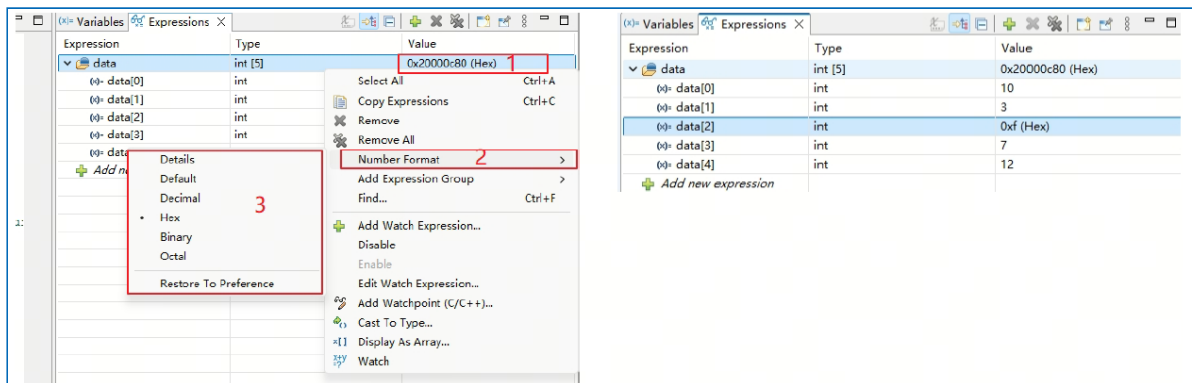 (x)= Variables Expressions
Expression Type Value
data int [5] 0x20000c80 (Hex) 1
(x)= data[0] int
(x)= data[1] int
(x)= data[2] int
(x)= data[3] int
(x)= data
Add
Select All Ctrl+A
Copy Expressions Ctrl+C
Remove
Remove All
Number Format 2
Add Expression Group
Find... Ctrl+F
Add Watch Expression...
Disable
Enable
Edit Watch Expression...
Add Watchpoint (C/C++)...
Cast To Type...
×[] Display As Array...
x+y =? Watch
Details
Default
Decimal
Hex
Binary
Octal
Restore To Preference
3
(x)= Variables Expressions
Expression Type Value
data int [5] 0x20000c80 (Hex)
(x)= data[0] int 10
(x)= data[1] int 3
(x)= data[2] int 0xf (Hex)
(x)= data[3] int 7
(x)= data[4] int 12
Add new expression